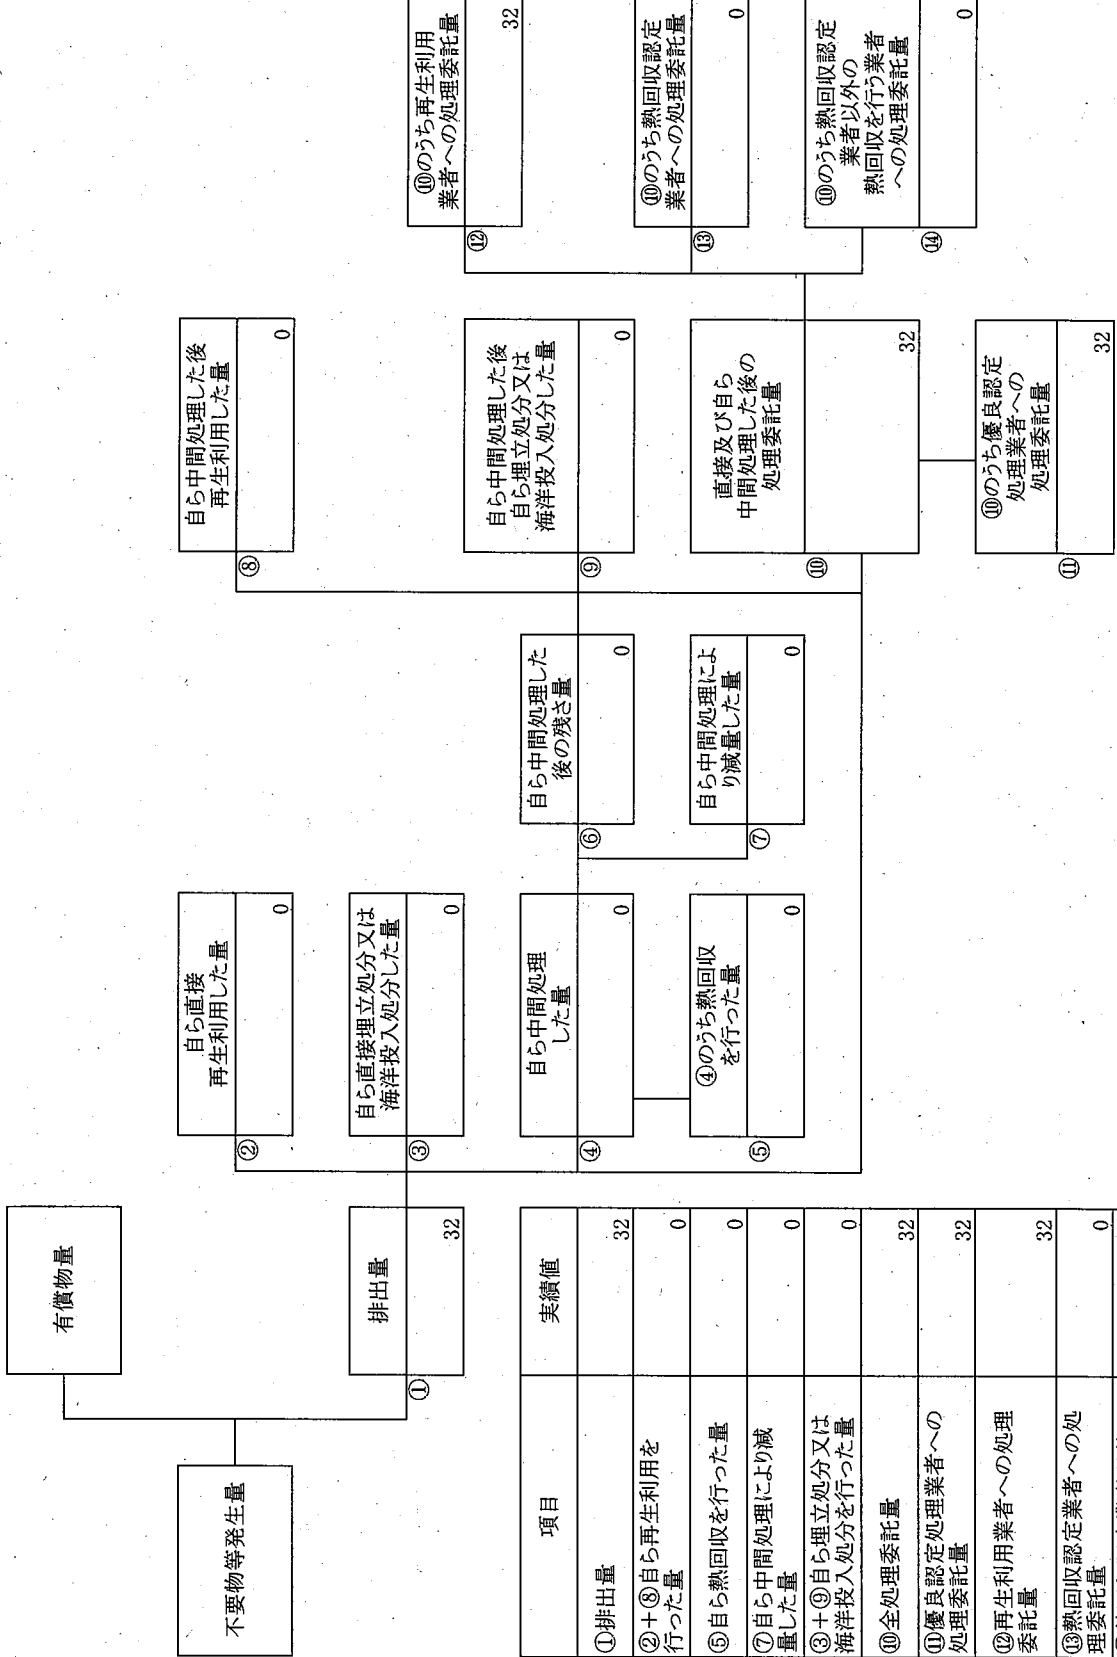 不要物等発生量
有償物量
排出量
①
32
自ら直接
再生利用した量
②
0
自ら直接埋立処分又は
海洋投入処分した量
③
0
自ら中間処理
した量
④
0
④のうち熱回収
を行った量
⑤
0
自ら中間処理した
後の残さ量
⑥
0
自ら中間処理によ
り減量した量
⑦
0
自ら中間処理した後
再生利用した量
⑧
0
自ら中間処理した後
自ら埋立処分又は
海洋投入処分した量
⑨
0
直接及び自ら
中間処理した後の
処理委託量
⑩
32
⑩のうち優良認定
処理業者への
処理委託量
⑪
32
⑩のうち再生利用
業者への処理委託量
⑫
32
⑩のうち熱回収認定
業者への処理委託量
⑬
0
⑩のうち熱回収認定
業者以外の
熱回収を行う業者
への処理委託量
⑭
0
項目 実績値
①排出量 32
②+⑧自ら再生利用を
行った量 0
⑤自ら熱回収を行った量 0
⑦自ら中間処理により減
量した量 0
③+⑨自ら埋立処分又は
海洋投入処分を行った量 0
⑩全処理委託量 32
⑪優良認定処理業者への
処理委託量 32
⑫再生利用業者への処理
委託量 32
⑬熱回収認定業者への処
理委託量 0